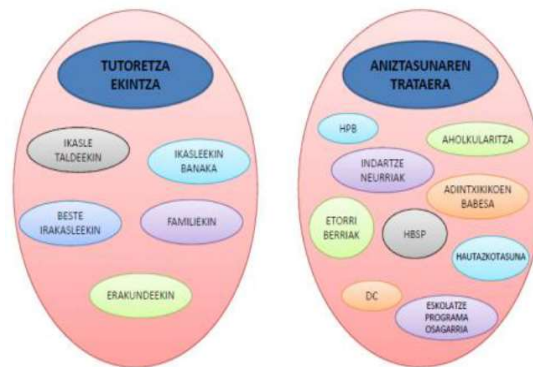 TUTORETZA
EKINTZA
IKASLE
TALDEEKIN
IKASLEEKIN
BANAKA
BESTE
IRAKASLEEKIN
FAMILIEKIN
ERAKUNDEEKIN
ANIZTASUNAREN
TRATAERA
HPB
AHOLKULARITZA
INDARTZE
NEURRIAK
ADINTXIKIKOEN
BABESA
ETORRI
BERRIAK
HBSP
HAUTAZKOTASUNA
DC
ESKOLATZE
PROGRAMA
OSAGARRIA